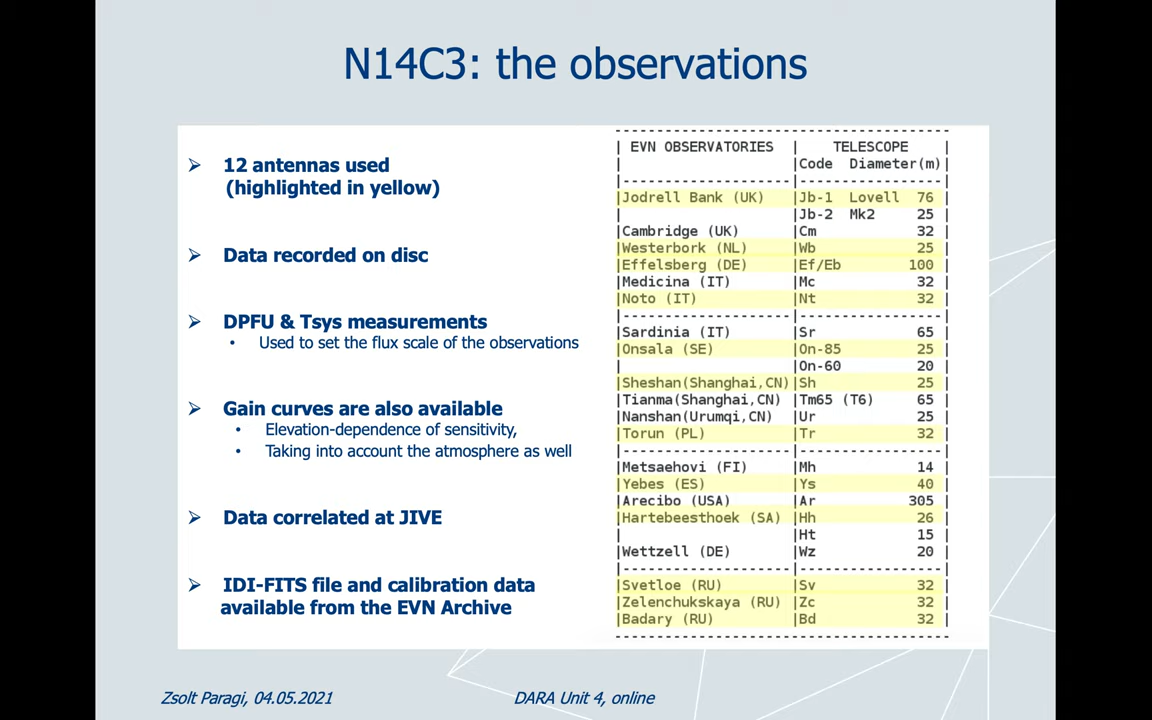 N14C3: the observations
➢ 12 antennas used
(highlighted in yellow)
➢ Data recorded on disc
➢ DPFU & Tsys measurements
• Used to set the flux scale of the observations
➢ Gain curves are also available
• Elevation-dependence of sensitivity,
• Taking into account the atmosphere as well
➢ Data correlated at JIVE
➢ IDI-FITS file and calibration data
available from the EVN Archive
----------------------------------------
| EVN OBSERVATORIES | TELESCOPE |
| |Code Diameter(m)|
|--------------------|------------------|
|Jodrell Bank (UK) |Jb-1 Lovell 76 |
| |Jb-2 Mk2 25 |
|Cambridge (UK) |Cm 32 |
|Westerbork (NL) |Wb 25 |
|Effelsberg (DE) |Ef/Eb 100 |
|Medicina (IT) |Mc 32 |
|Noto (IT) |Nt 32 |
|--------------------|------------------|
|Sardinia (IT) |Sr 65 |
|Onsala (SE) |On-85 25 |
| |On-60 20 |
|Sheshan(Shanghai,CN)|Sh 25 |
|Tianma(Shanghai,CN) |Tm65 (T6) 65 |
|Nanshan(Urumqi,CN) |Ur 25 |
|Torun (PL) |Tr 32 |
|--------------------|------------------|
|Metsaehovi (FI) |Mh 14 |
|Yebes (ES) |Ys 40 |
|Arecibo (USA) |Ar 305 |
|Hartebeesthoek (SA) |Hh 26 |
| |Ht 15 |
|Wettzell (DE) |Wz 20 |
|--------------------|------------------|
|Svetloe (RU) |Sv 32 |
|Zelenchukskaya (RU) |Zc 32 |
|Badary (RU) |Bd 32 |
----------------------------------------
Zsolt Paragi, 04.05.2021
DARA Unit 4, online